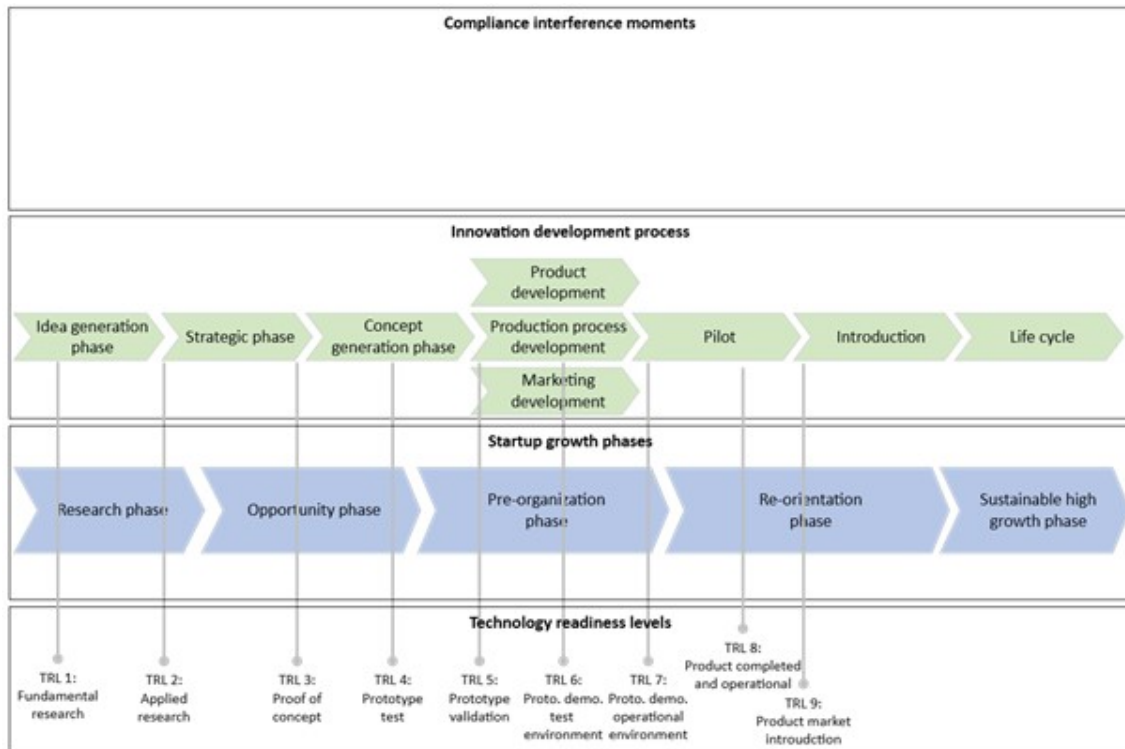 Compliance interference moments
Innovation development process
Product
development
Idea generation
phase
Strategic phase
Concept
generation phase
Production process
development
Pilot
Introduction
Life cycle
Marketing
development
Startup growth phases
Research phase
Opportunity phase
Pre-organization
phase
Re-orientation
phase
Sustainable high
growth phase
Technology readiness levels
TRL 1:
Fundamental
research
TRL 2:
Applied
research
TRL 3:
Proof of
concept
TRL 4:
Prototype
test
TRL 5:
Prototype
validation
TRL 6:
Proto. demo.
test
environment
TRL 7:
Proto. demo.
operational
environment
TRL 8:
Product completed
and operational
TRL 9:
Product market
introudction